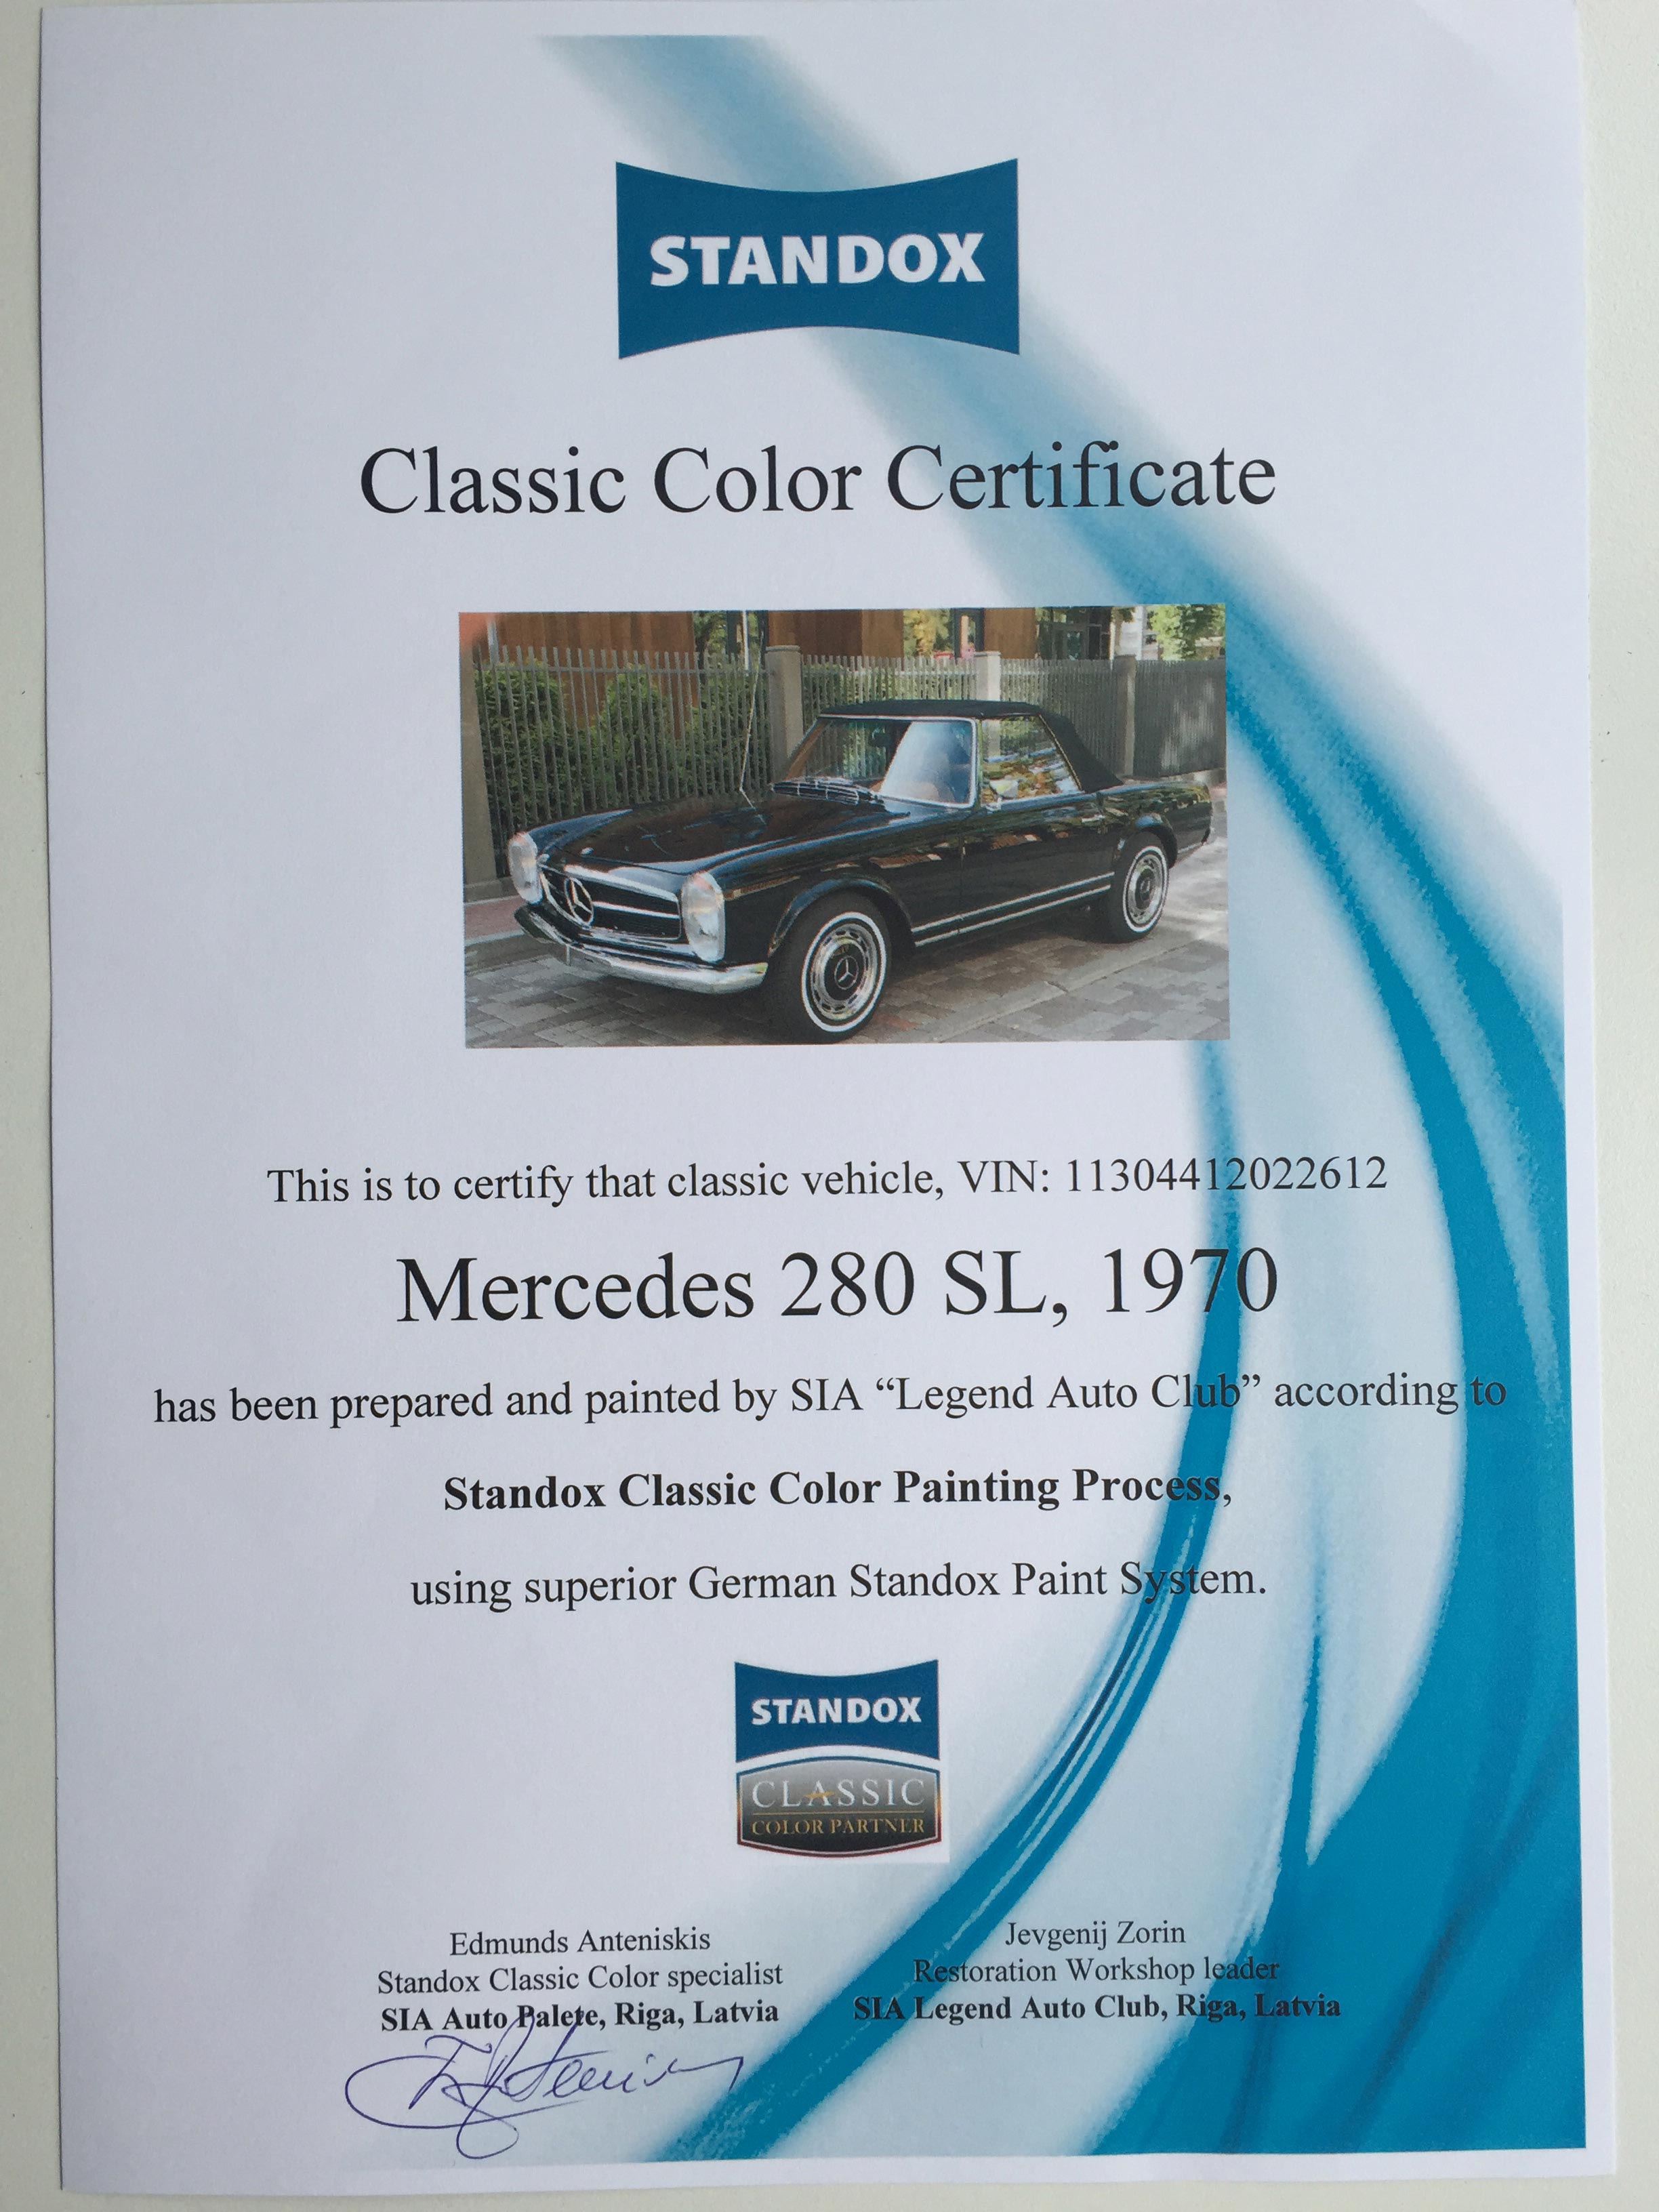 STANDOX
Classic Color Certificate
This is to certify that classic vehicle, VIN: 11304412022612
Mercedes 280 SL, 1970
has been prepared and painted by SIA “Legend Auto Club” according to
Standox Classic Color Painting Process,
using superior German Standox Paint System.
STANDOX
CLASSIC
COLOR PARTNER
Edmunds Anteniskis
Standox Classic Color specialist
SIA Auto Palete, Riga, Latvia
Jevgenij Zorin
Restoration Workshop leader
SIA Legend Auto Club, Riga, Latvia